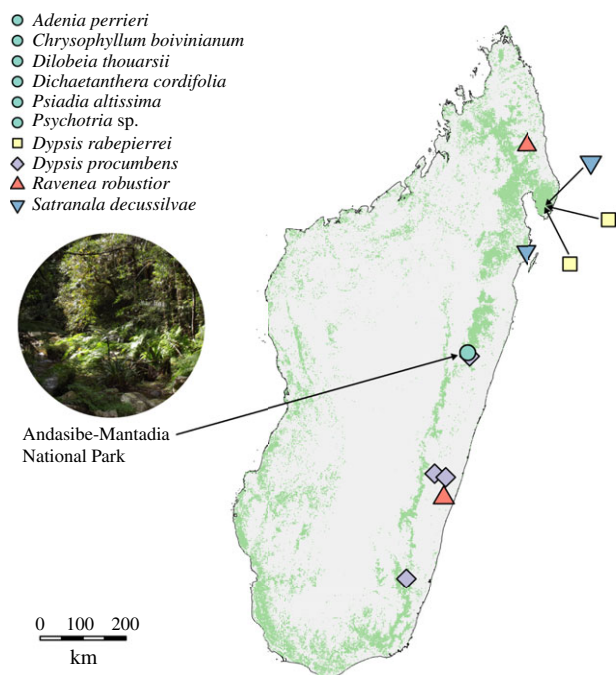 Adenia perrieri
Chrysophyllum boivinianum
Dilobeia thouarsii
Dichaetanthera cordifolia
Psiadia altissima
Psychotria sp.
Dypsis rabepierrei
Dypsis procumbens
Ravenea robustior
Satranala decussilvae
Andasibe-Mantadia
National Park
0 100 200
km